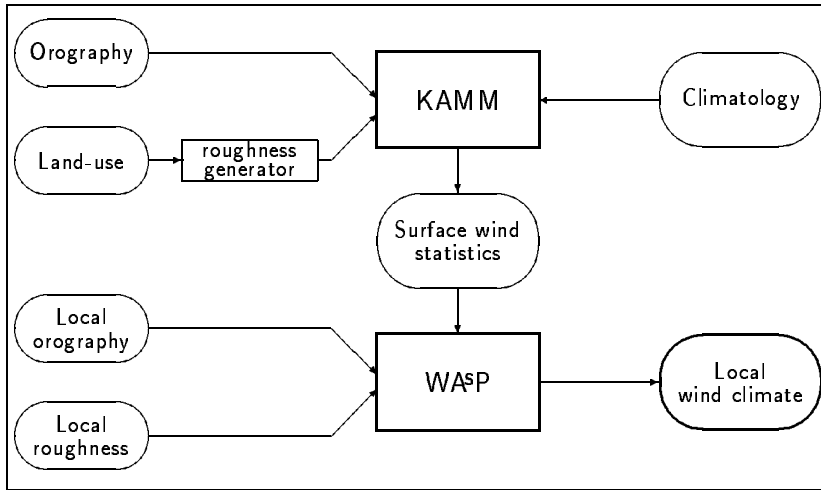 Orography
KAMM
Climatology
Land-use
roughness
generator
Surface wind
statistics
Local
orography
WAsP
Local
wind climate
Local
roughness